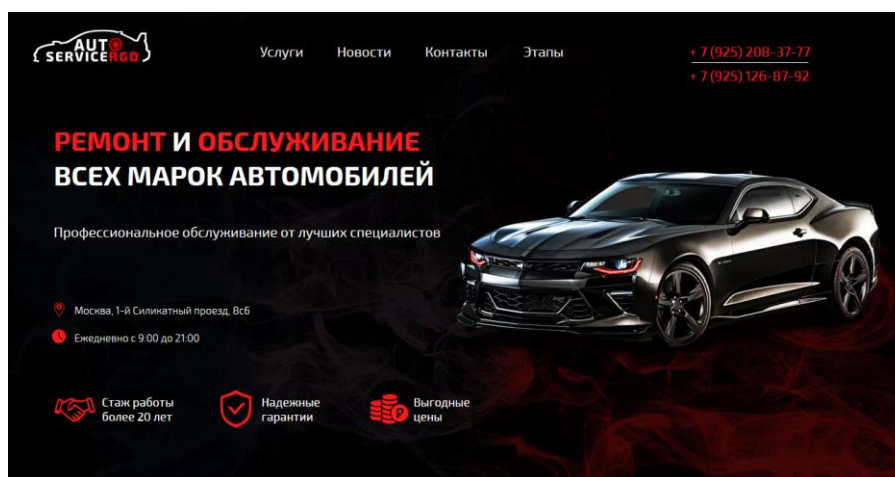 AUTO
SERVICERGD
Услуги Новости Контакты Этапы
+ 7 (925) 208-37-77
+ 7 (925) 126-87-92
РЕМОНТ И ОБСЛУЖИВАНИЕ
ВСЕХ МАРОК АВТОМОБИЛЕЙ
Профессиональное обслуживание от лучших специалистов
Москва, 1-й Силикатный проезд, 8с6
Ежедневно с 9:00 до 21:00
Стаж работы
более 20 лет
Надежные
гарантии
Выгодные
цены